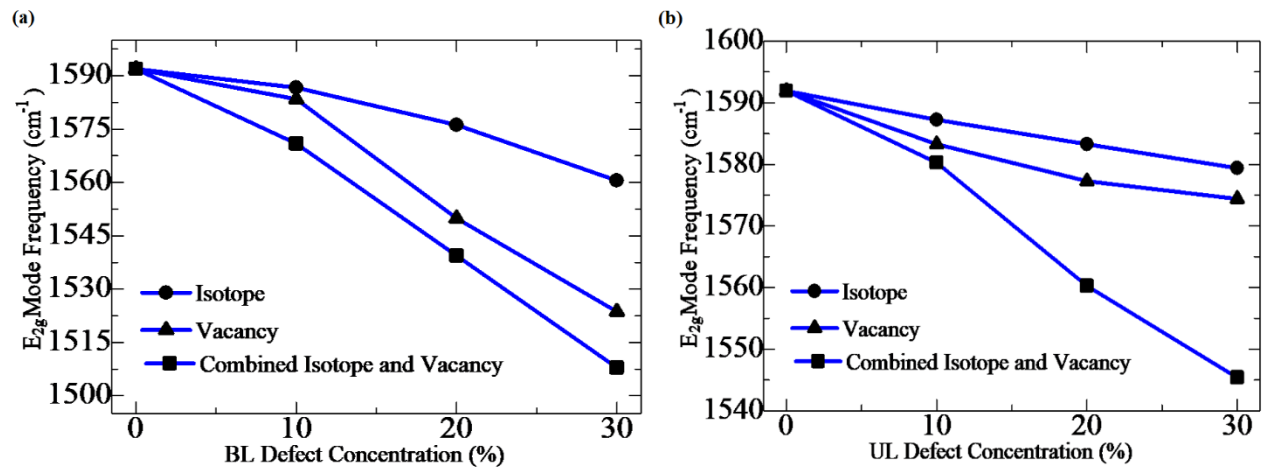 (a)
E2g Mode Frequency (cm-1)
1590
1575
1560
1545
1530
1515
1500
Isotope
Vacancy
Combined Isotope and Vacancy
0 10 20 30
BL Defect Concentration (%)
(b)
E2g Mode Frequency (cm-1)
1600
1590
1580
1570
1560
1550
1540
Isotope
Vacancy
Combined Isotope and Vacancy
0 10 20 30
UL Defect Concentration (%)